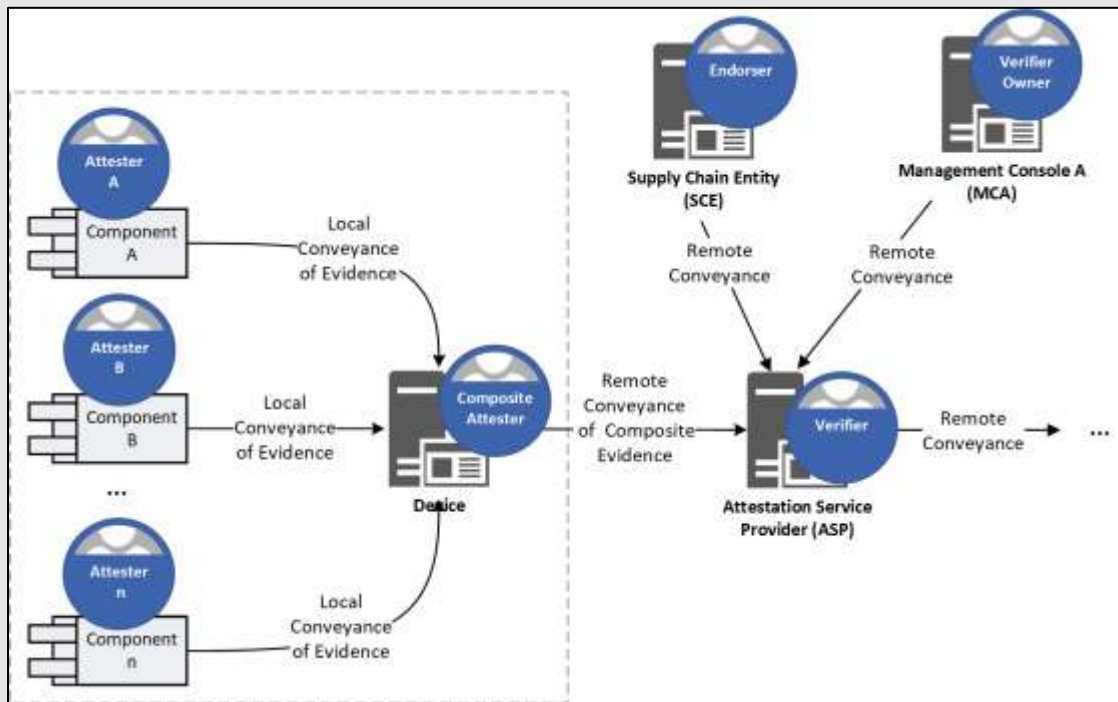 Attester
A
Component
A
Local
Conveyance
of Evidence
Attester
B
Component
B
Local
Conveyance
of Evidence
...
Attester
n
Component
n
Local
Conveyance
of Evidence
Composite
Attester
Device
Remote
Conveyance
of Composite
Evidence
Endorser
Supply Chain Entity
(SCE)
Remote
Conveyance
Verifier
Owner
Management Console A
(MCA)
Remote
Conveyance
Verifier
Attestation Service
Provider (ASP)
Remote
Conveyance
...